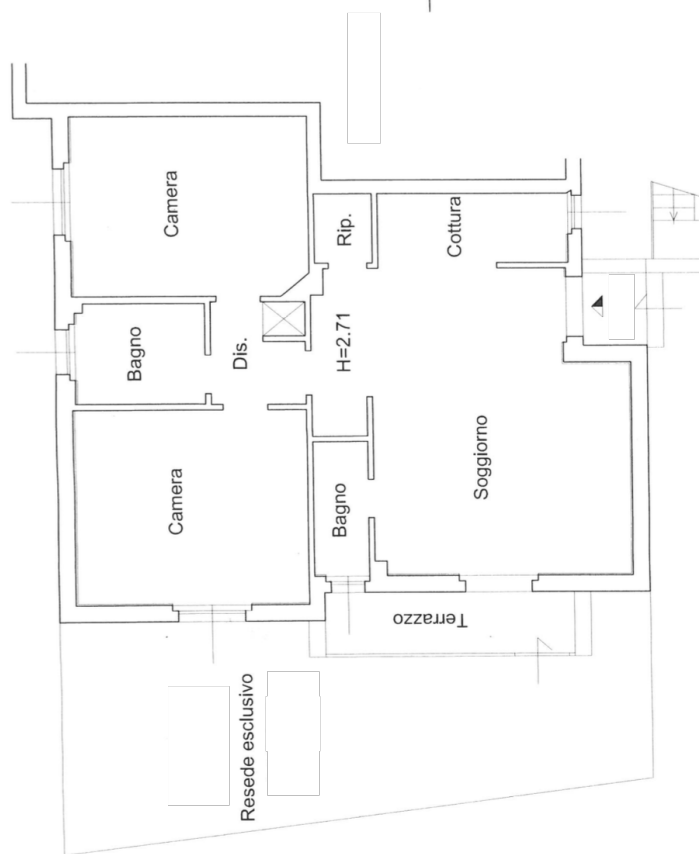 Camera
Rip.
Cottura
Bagno
Dis.
H=2.71
Camera
Bagno
Soggiorno
Terrazzo
Resede esclusivo